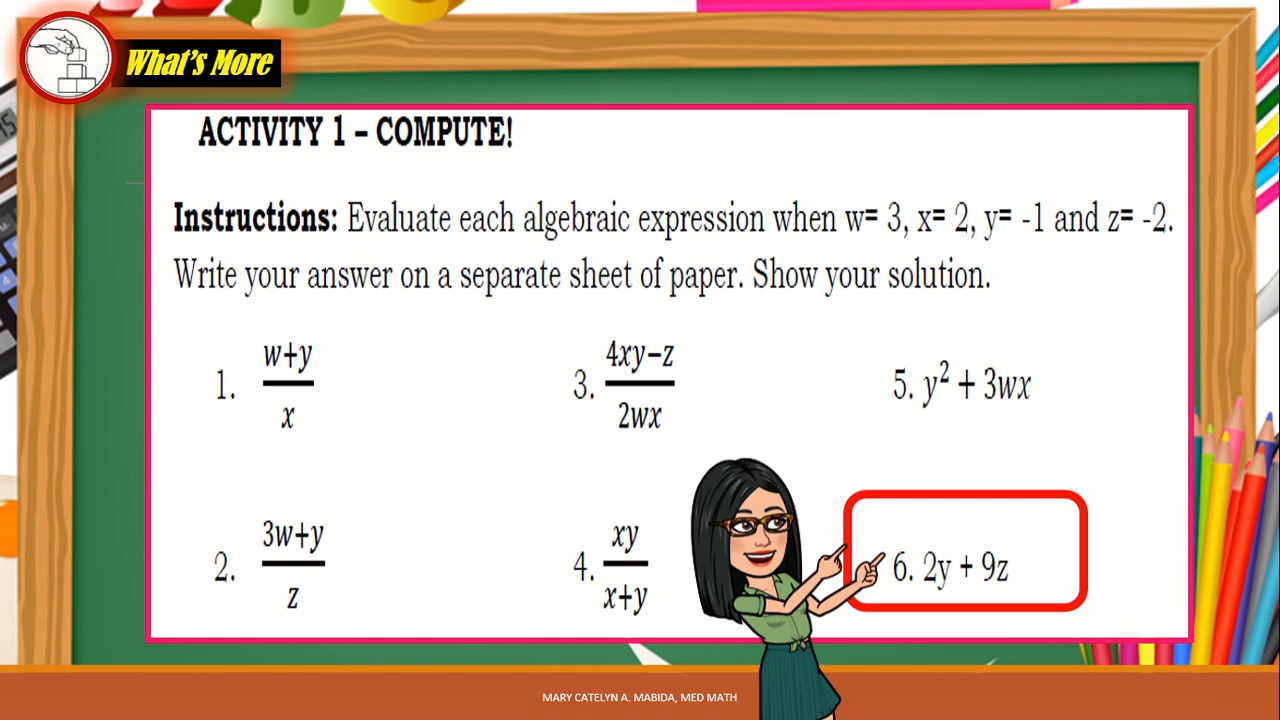 What's More
ACTIVITY 1 – COMPUTE!
Instructions: Evaluate each algebraic expression when w= 3, x= 2, y= -1 and z= -2.
Write your answer on a separate sheet of paper. Show your solution.
1. w+y
x
3. 4xy−z
2wx
5. y² + 3wx
2. 3w+y
z
4. xy
x+y
6. 2y + 9z
MARY CATELYN A. MABIDA, MED MATH